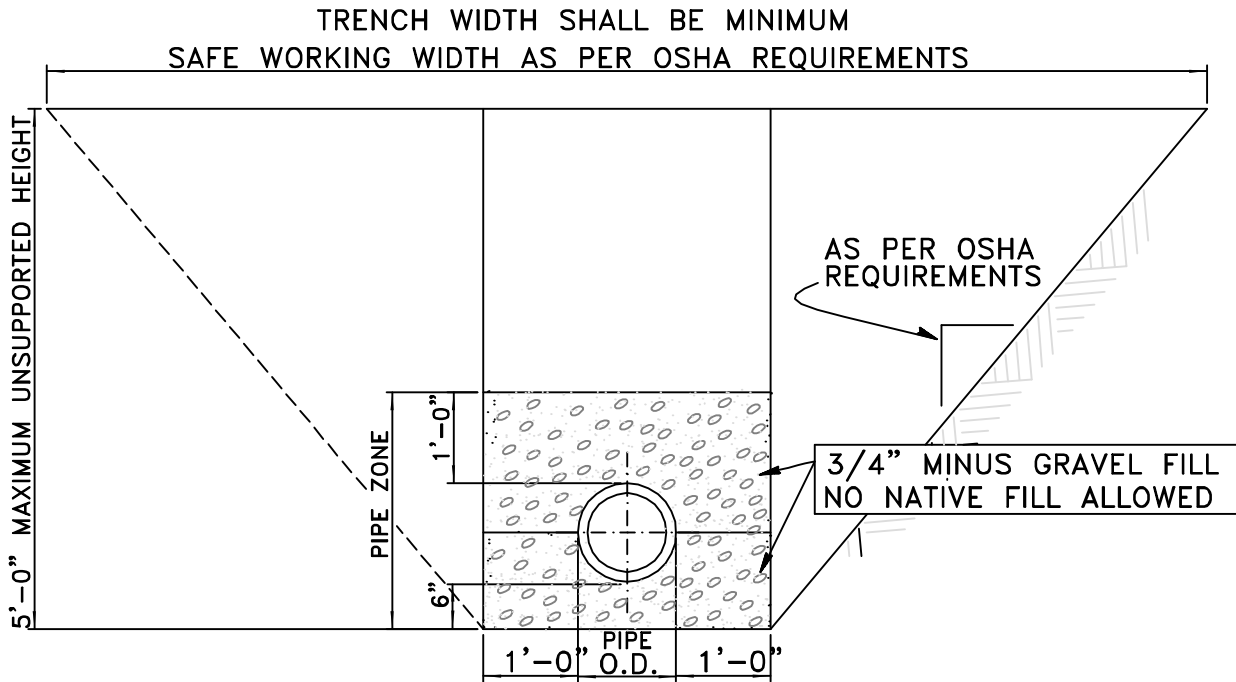 TRENCH WIDTH SHALL BE MINIMUM
SAFE WORKING WIDTH AS PER OSHA REQUIREMENTS
5'-0" MAXIMUM UNSUPPORTED HEIGHT
AS PER OSHA
REQUIREMENTS
PIPE ZONE
1'-0"
3/4" MINUS GRAVEL FILL
NO NATIVE FILL ALLOWED
6"
1'-0"
PIPE
O.D.
1'-0"